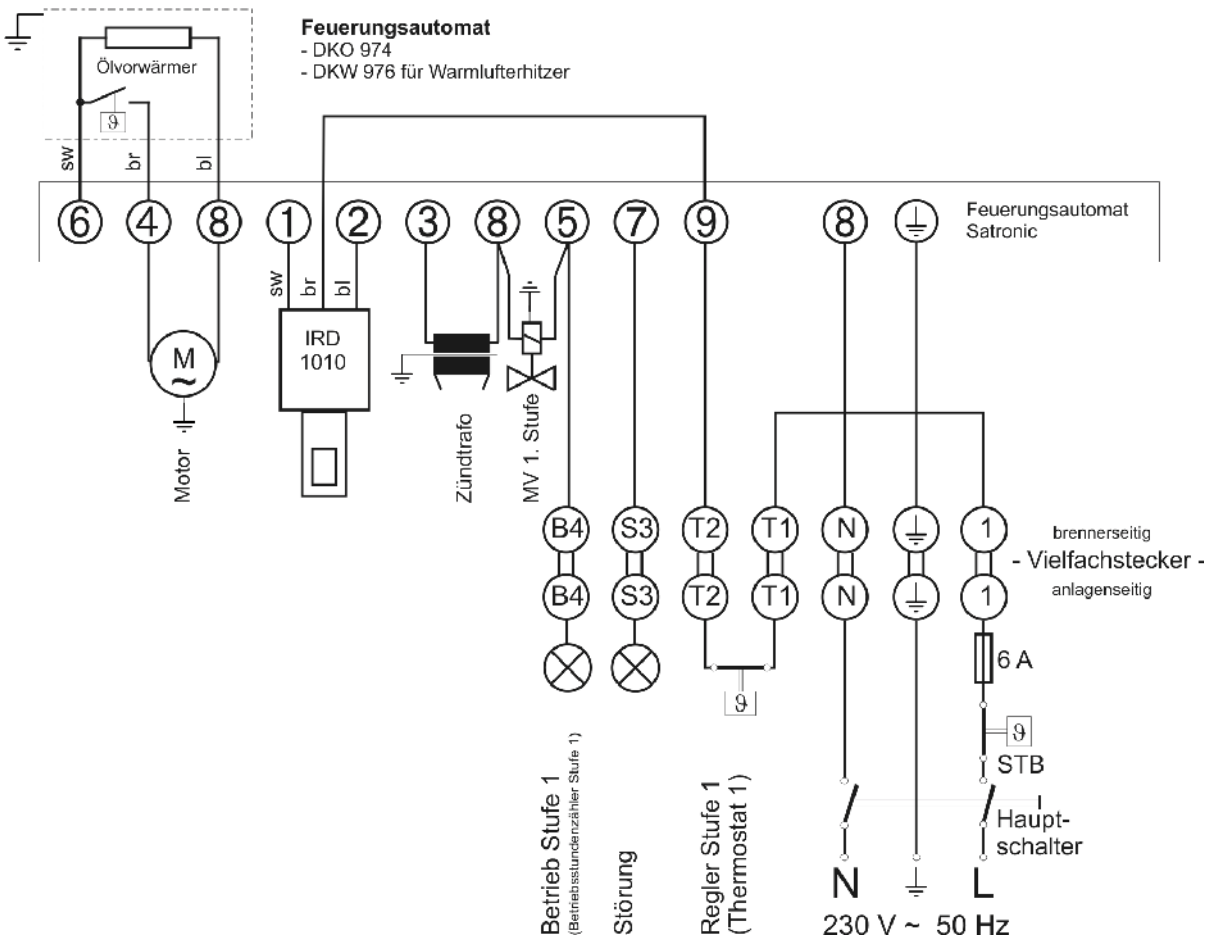 Feuerungsautomat
- DKO 974
- DKW 976 für Warmlufterhitzer
Ölvorwärmer
ϑ
sw
br
bl
6
4
8
1
2
3
8
5
7
9
8
Feuerungsautomat
Satronic
sw
br
bl
IRD
1010
M
~
Motor
Zündtrafo
MV 1. Stufe
B4
S3
T2
T1
N
1
brennerseitig
- Vielfachstecker -
anlagenseitig
B4
S3
T2
T1
N
1
6 A
ϑ
ϑ
STB
Haupt-
schalter
Betrieb Stufe 1
(Betriebsstundenzähler Stufe 1)
Störung
Regler Stufe 1
(Thermostat 1)
N
L
230 V ~ 50 Hz